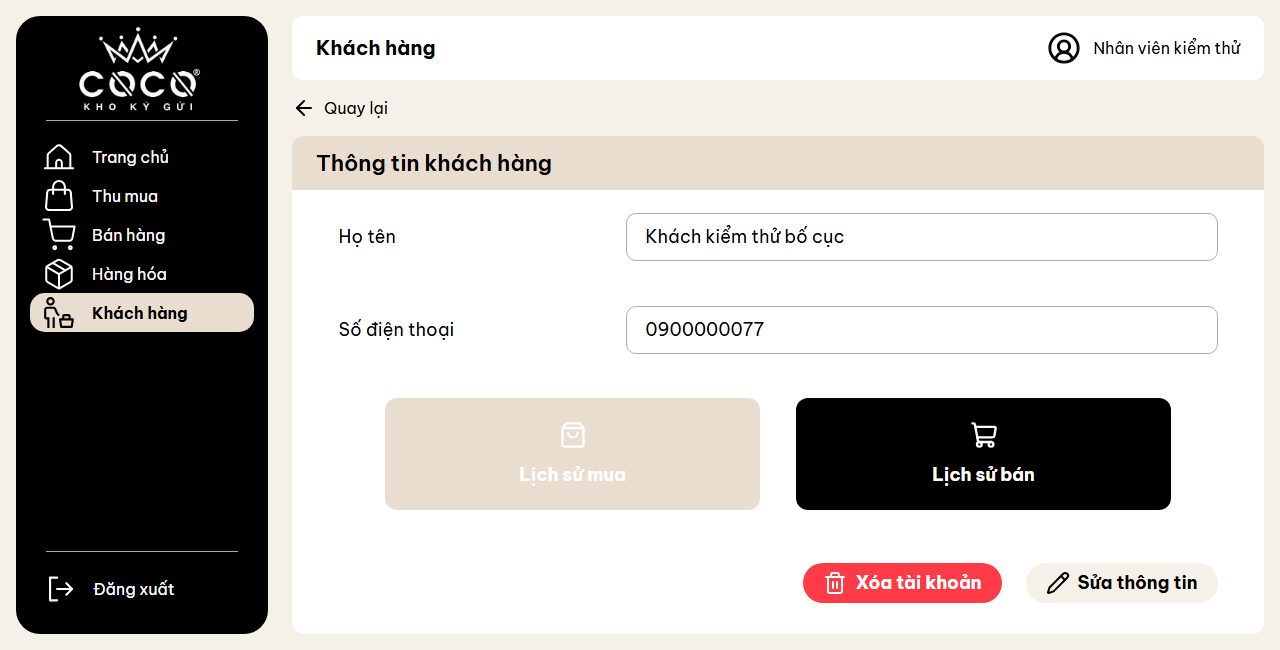 COCO®
KHO KÝ GỬI
Trang chủ
Thu mua
Bán hàng
Hàng hóa
Khách hàng
Đăng xuất
Khách hàng
Nhân viên kiểm thử
Quay lại
Thông tin khách hàng
Họ tên
Khách kiểm thử bố cục
Số điện thoại
0900000077
Lịch sử mua
Lịch sử bán
Xóa tài khoản
Sửa thông tin